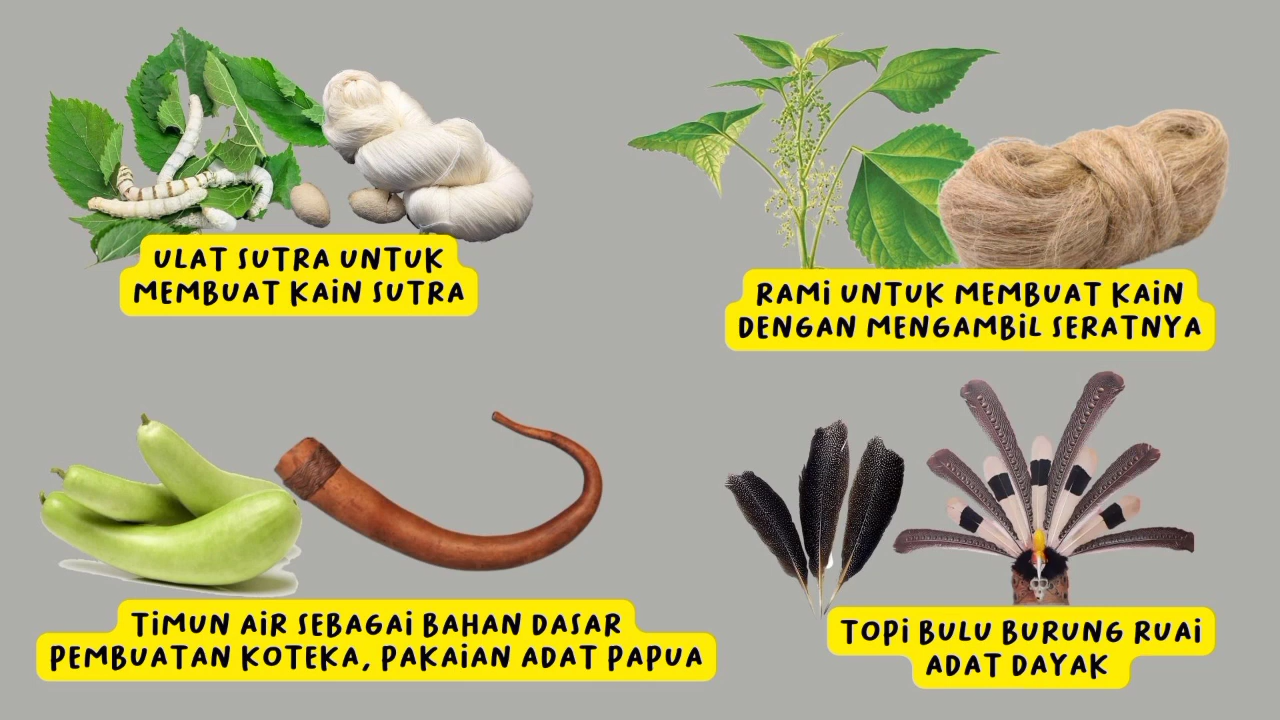 ULAT SUTRA UNTUK
MEMBUAT KAIN SUTRA
RAMI UNTUK MEMBUAT KAIN
DENGAN MENGAMBIL SERATNYA
TIMUN AIR SEBAGAI BAHAN DASAR
PEMBUATAN KOTEKA, PAKAIAN ADAT PAPUA
TOPI BULU BURUNG RUAI
ADAT DAYAK